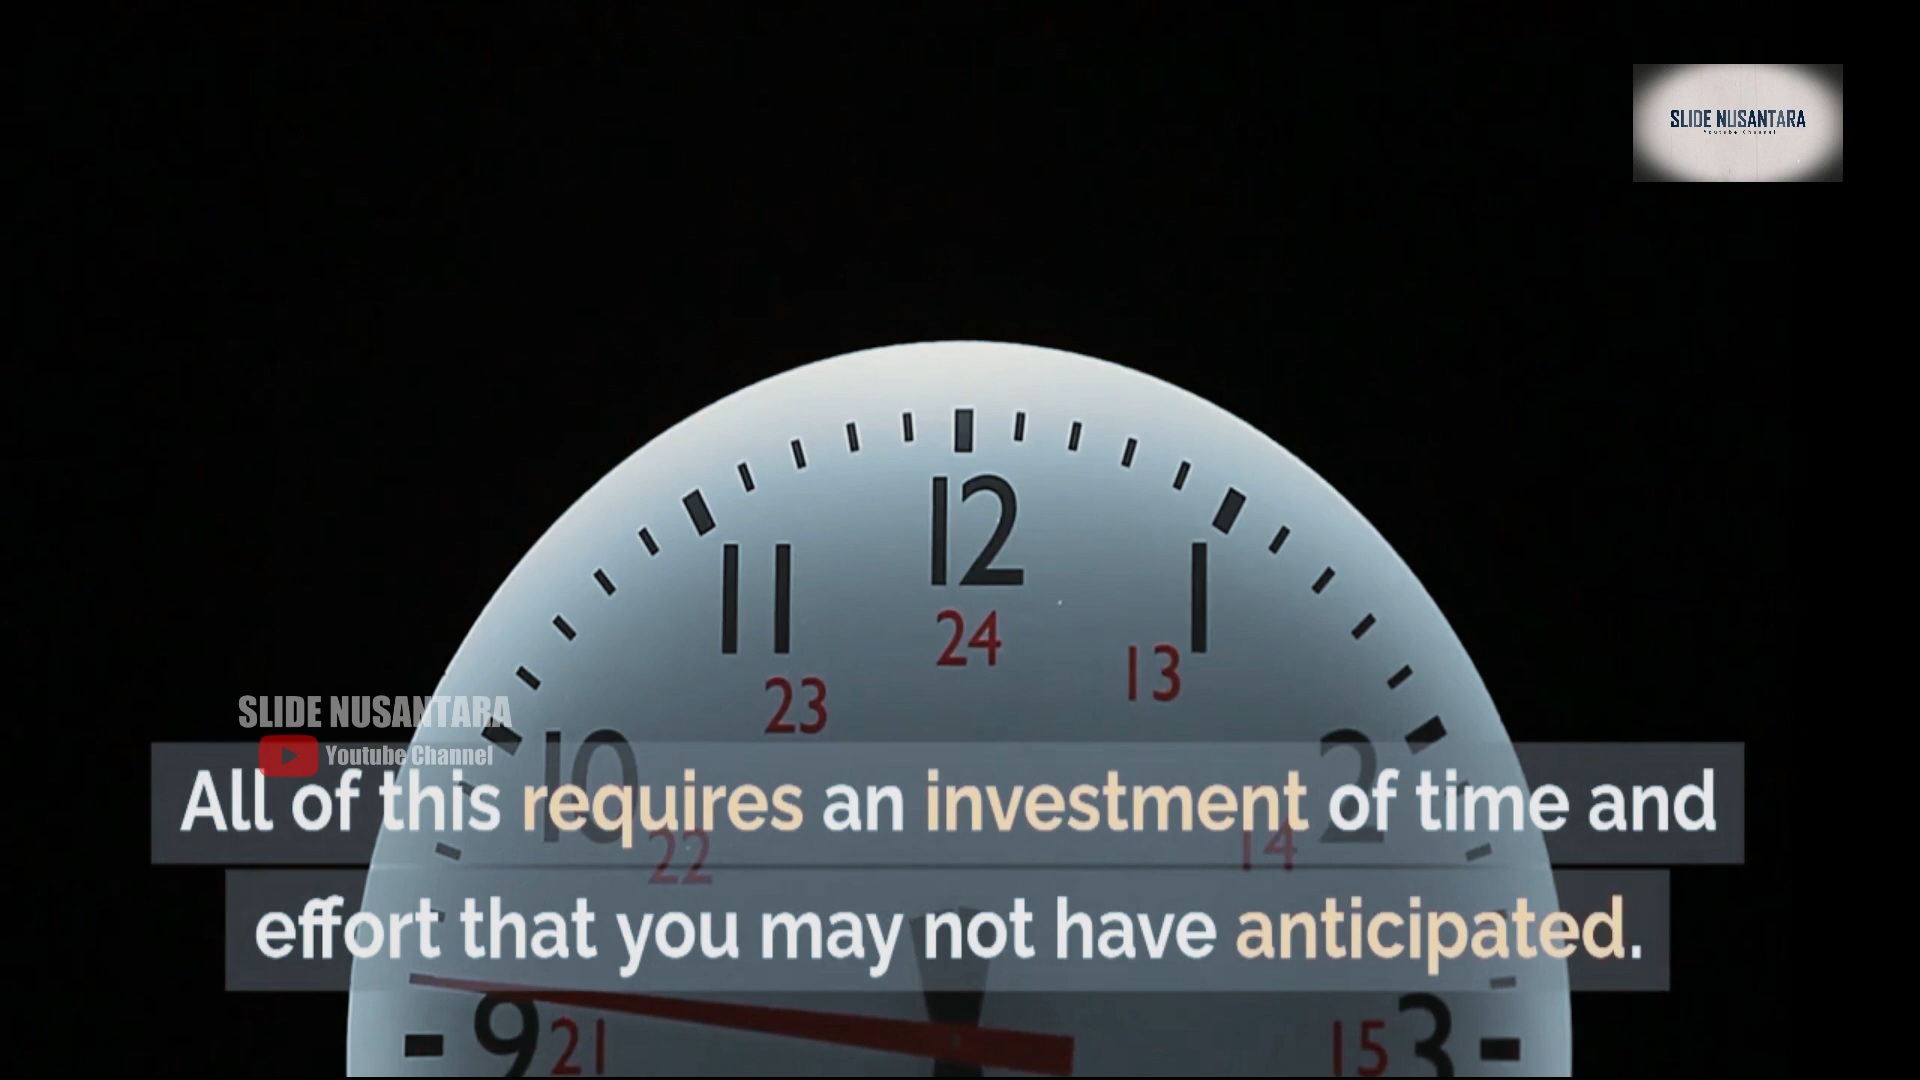 SLIDE NUSANTARA
Youtube Channel
12
11
1
24
13
23
SLIDE NUSANTARA
Youtube Channel
10
2
All of this requires an investment of time and
22
14
effort that you may not have anticipated.
9
21
15
3